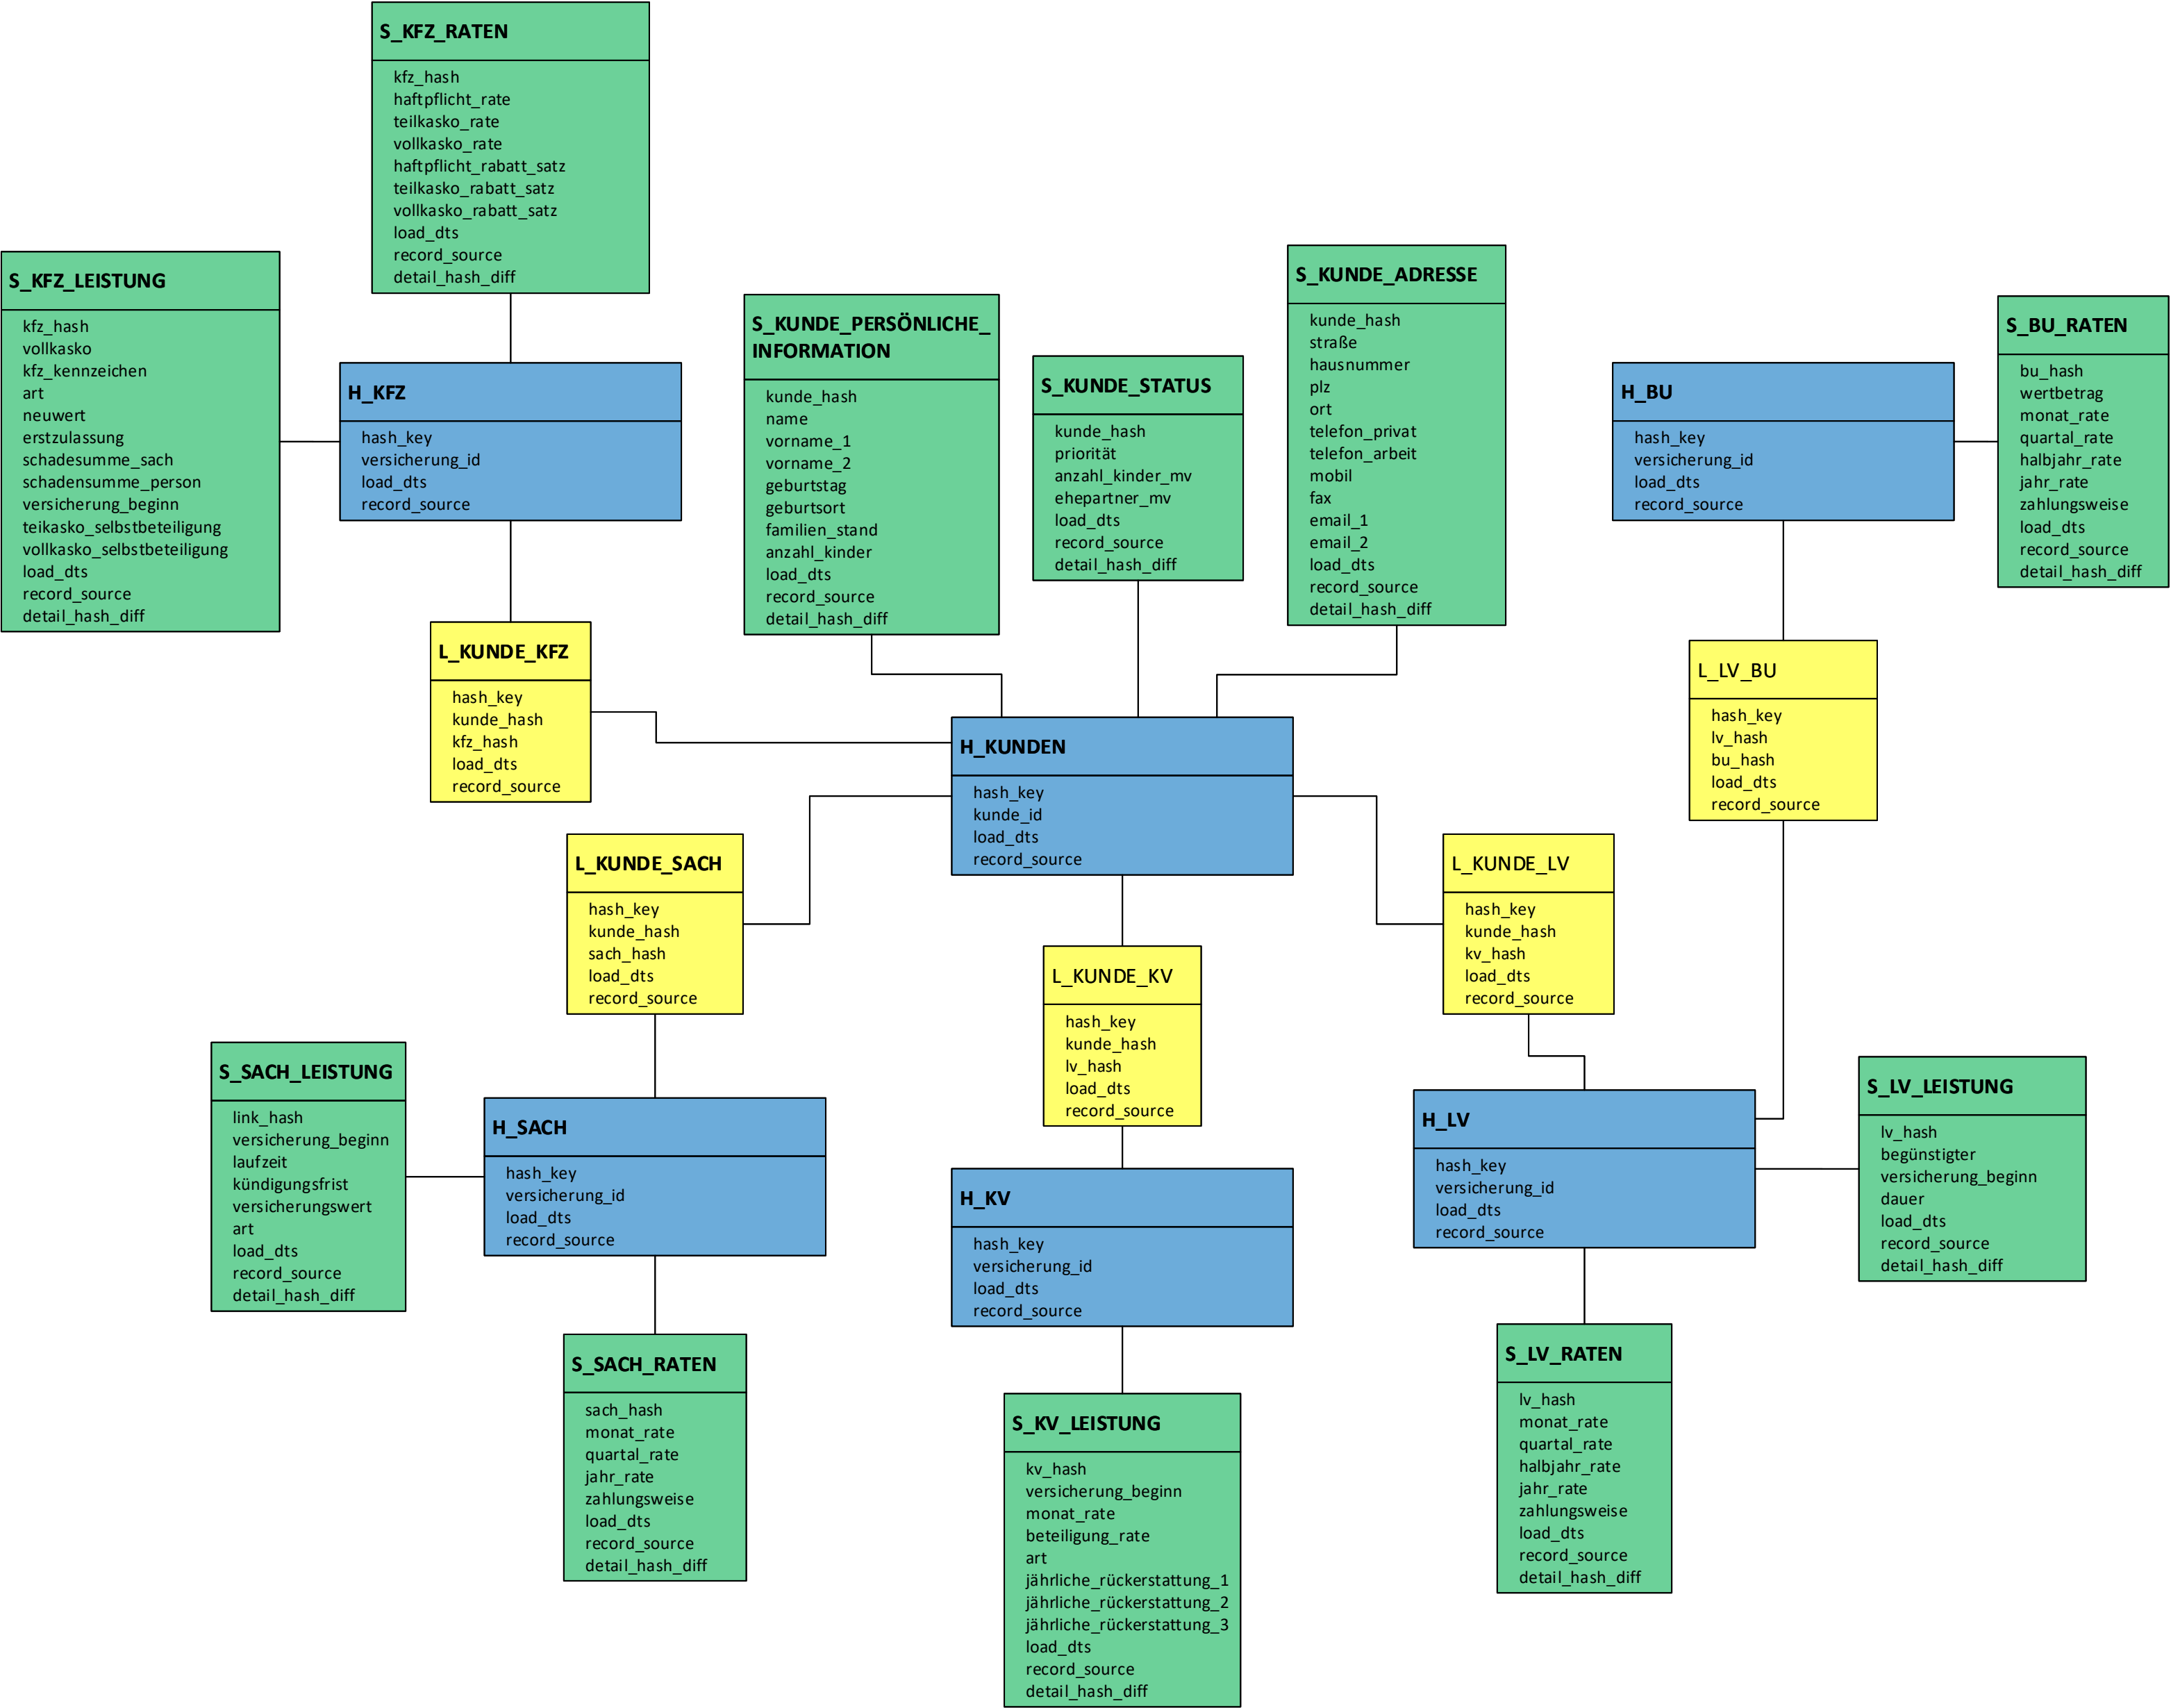 S_KFZ_RATEN
kfz_hash
haftpflicht_rate
teilkasko_rate
vollkasko_rate
haftpflicht_rabatt_satz
teilkasko_rabatt_satz
vollkasko_rabatt_satz
load_dts
record_source
detail_hash_diff
S_KFZ_LEISTUNG
kfz_hash
vollkasko
kfz_kennzeichen
art
neuwert
erstzulassung
schadesumme_sach
schadensumme_person
versicherung_beginn
teikasko_selbstbeteiligung
vollkasko_selbstbeteiligung
load_dts
record_source
detail_hash_diff
H_KFZ
hash_key
versicherung_id
load_dts
record_source
S_KUNDE_PERSÖNLICHE_
INFORMATION
kunde_hash
name
vorname_1
vorname_2
geburtstag
geburtsort
familien_stand
anzahl_kinder
load_dts
record_source
detail_hash_diff
S_KUNDE_STATUS
kunde_hash
priorität
anzahl_kinder_mv
ehepartner_mv
load_dts
record_source
detail_hash_diff
S_KUNDE_ADRESSE
kunde_hash
straße
hausnummer
plz
ort
telefon_privat
telefon_arbeit
mobil
fax
email_1
email_2
load_dts
record_source
detail_hash_diff
H_BU
hash_key
versicherung_id
load_dts
record_source
S_BU_RATEN
bu_hash
wertbetrag
monat_rate
quartal_rate
halbjahr_rate
jahr_rate
zahlungsweise
load_dts
record_source
detail_hash_diff
L_KUNDE_KFZ
hash_key
kunde_hash
kfz_hash
load_dts
record_source
H_KUNDEN
hash_key
kunde_id
load_dts
record_source
L_LV_BU
hash_key
lv_hash
bu_hash
load_dts
record_source
L_KUNDE_SACH
hash_key
kunde_hash
sach_hash
load_dts
record_source
L_KUNDE_KV
hash_key
kunde_hash
lv_hash
load_dts
record_source
L_KUNDE_LV
hash_key
kunde_hash
kv_hash
load_dts
record_source
S_SACH_LEISTUNG
link_hash
versicherung_beginn
laufzeit
kündigungsfrist
versicherungswert
art
load_dts
record_source
detail_hash_diff
H_SACH
hash_key
versicherung_id
load_dts
record_source
H_KV
hash_key
versicherung_id
load_dts
record_source
H_LV
hash_key
versicherung_id
load_dts
record_source
S_LV_LEISTUNG
lv_hash
begünstigter
versicherung_beginn
dauer
load_dts
record_source
detail_hash_diff
S_SACH_RATEN
sach_hash
monat_rate
quartal_rate
jahr_rate
zahlungsweise
load_dts
record_source
detail_hash_diff
S_KV_LEISTUNG
kv_hash
versicherung_beginn
monat_rate
beteiligung_rate
art
jährliche_rückerstattung_1
jährliche_rückerstattung_2
jährliche_rückerstattung_3
load_dts
record_source
detail_hash_diff
S_LV_RATEN
lv_hash
monat_rate
quartal_rate
halbjahr_rate
jahr_rate
zahlungsweise
load_dts
record_source
detail_hash_diff